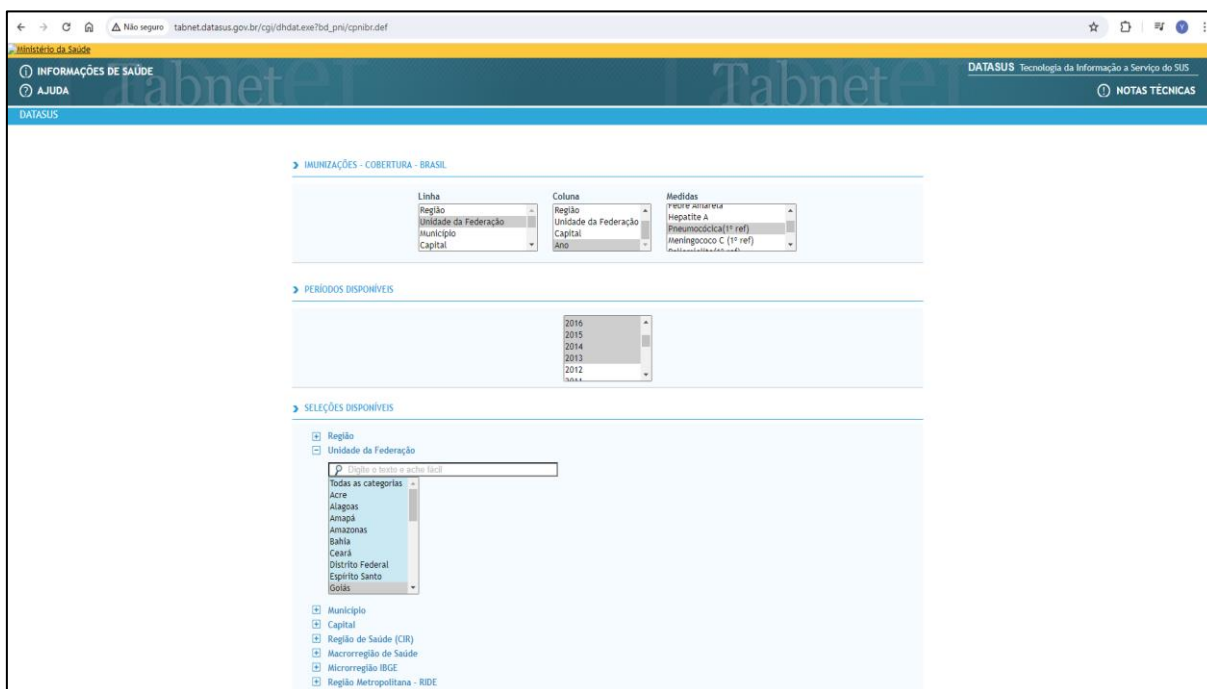 Não seguro tabnet.datasus.gov.br/cgi/dhdat.exe?bd_pni/cpnibr.def
Y
Ministério da Saúde
INFORMAÇÕES DE SAÚDE
AJUDA
Tabnet
Tabnet
DATASUS Tecnologia da Informação a Serviço do SUS
NOTAS TÉCNICAS
DATASUS
IMUNIZAÇÕES - COBERTURA - BRASIL
Linha
Região
Unidade da Federação
Município
Capital
Coluna
Região
Unidade da Federação
Capital
Ano
Medidas
Febre Amarela
Hepatite A
Pneumocócica(1º ref)
Meningococo C (1º ref)
PERÍODOS DISPONÍVEIS
2016
2015
2014
2013
2012
2011
SELEÇÕES DISPONÍVEIS
Região
Unidade da Federação
Digite o texto e ache fácil
Todas as categorias
Acre
Alagoas
Amapá
Amazonas
Bahia
Ceará
Distrito Federal
Espírito Santo
Goiás
Município
Capital
Região de Saúde (CIR)
Macrorregião de Saúde
Microrregião IBGE
Região Metropolitana - RIDE